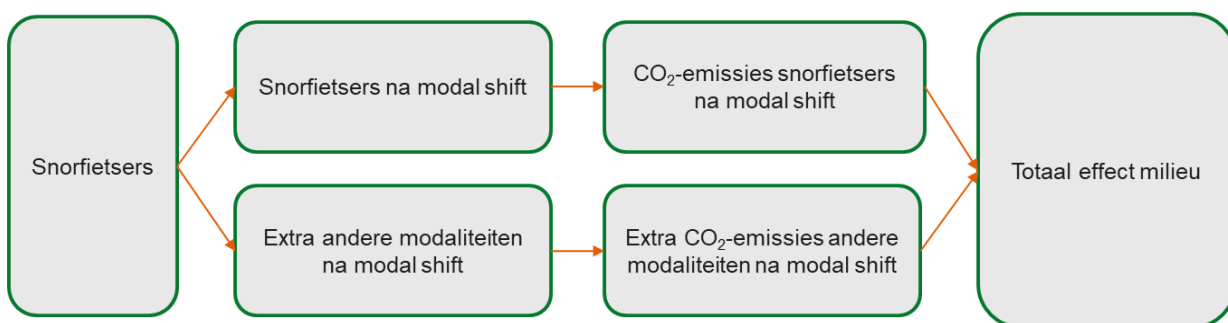 Snorfietsers
Snorfietsers na modal shift
CO₂-emissies snorfietsers
na modal shift
Extra andere modaliteiten
na modal shift
Extra CO₂-emissies andere
modaliteiten na modal shift
Totaal effect milieu